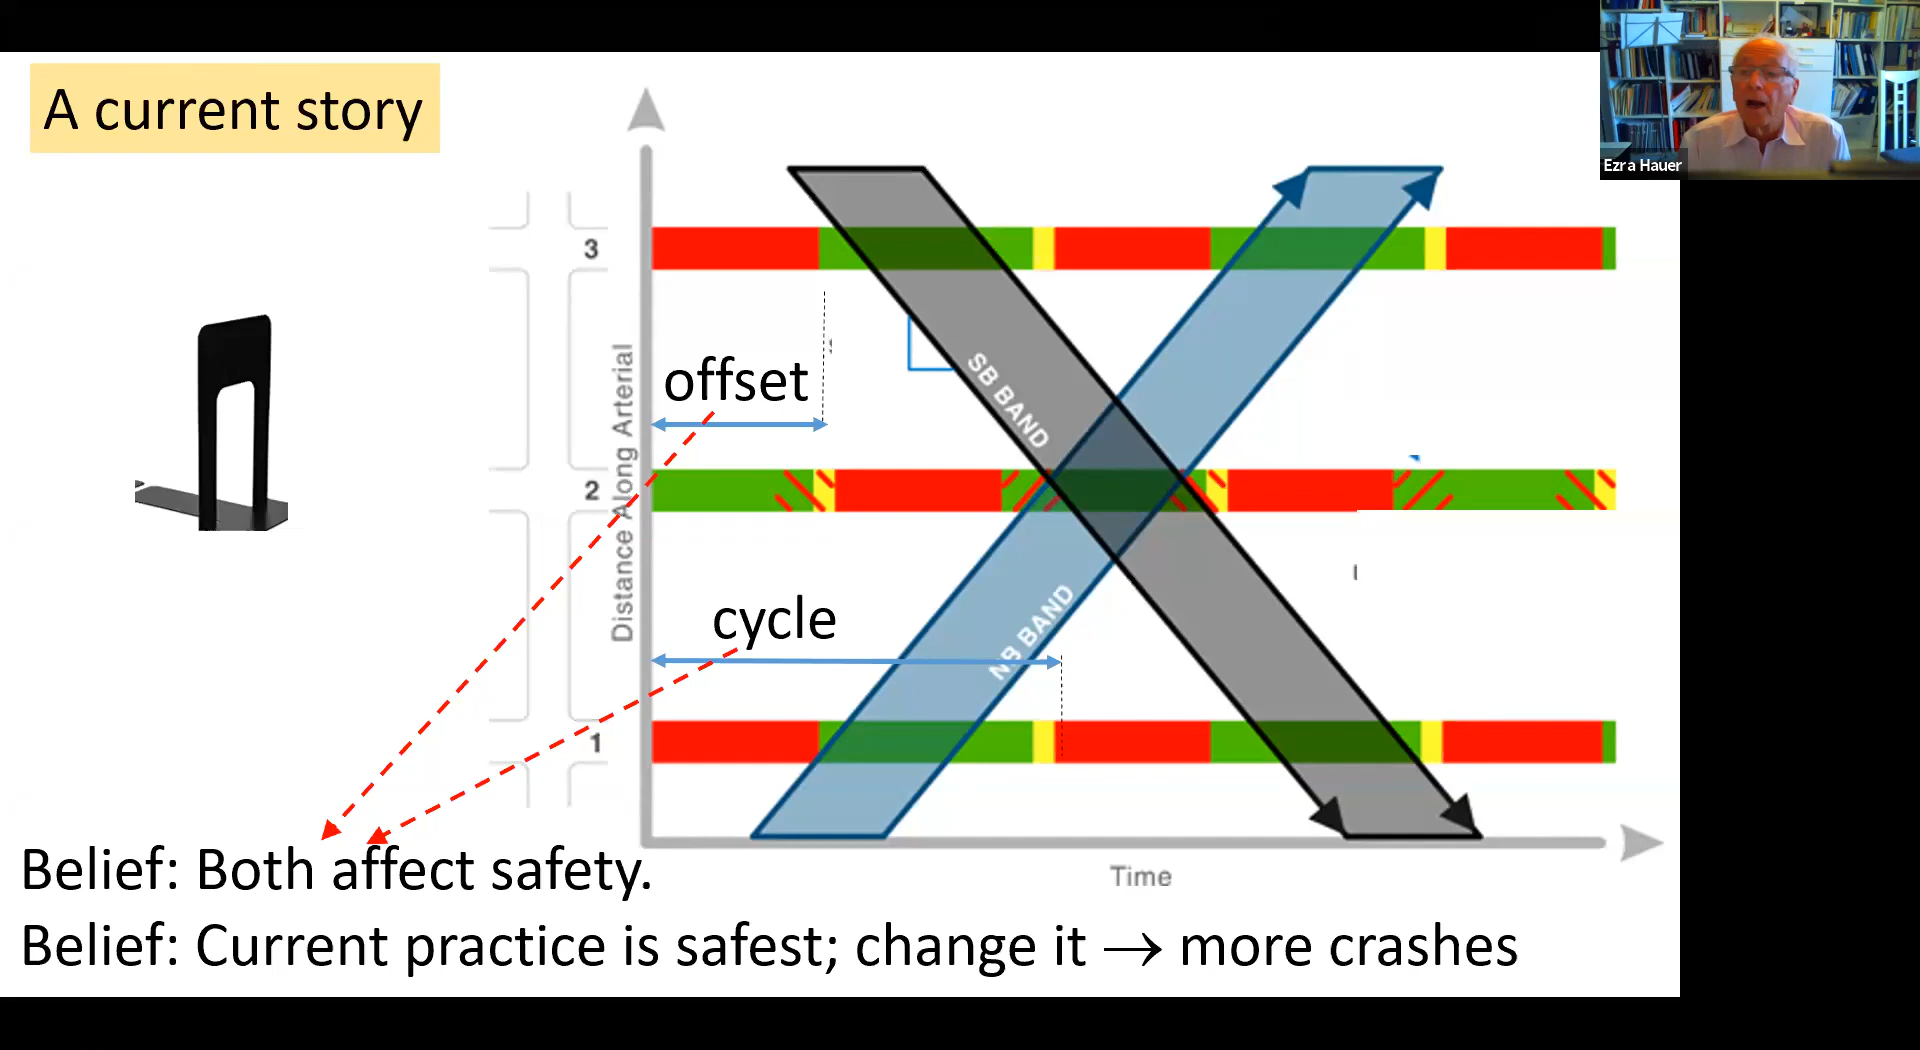 A current story
Ezra Hauer
3
offset
SB BAND
Distance Along Arterial
2
cycle
NB BAND
1
Time
Belief: Both affect safety.
Belief: Current practice is safest; change it → more crashes